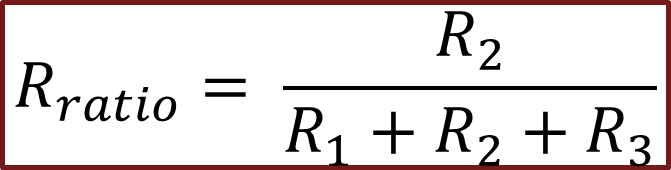 R_ratio = R_2 / (R_1 + R_2 + R_3)